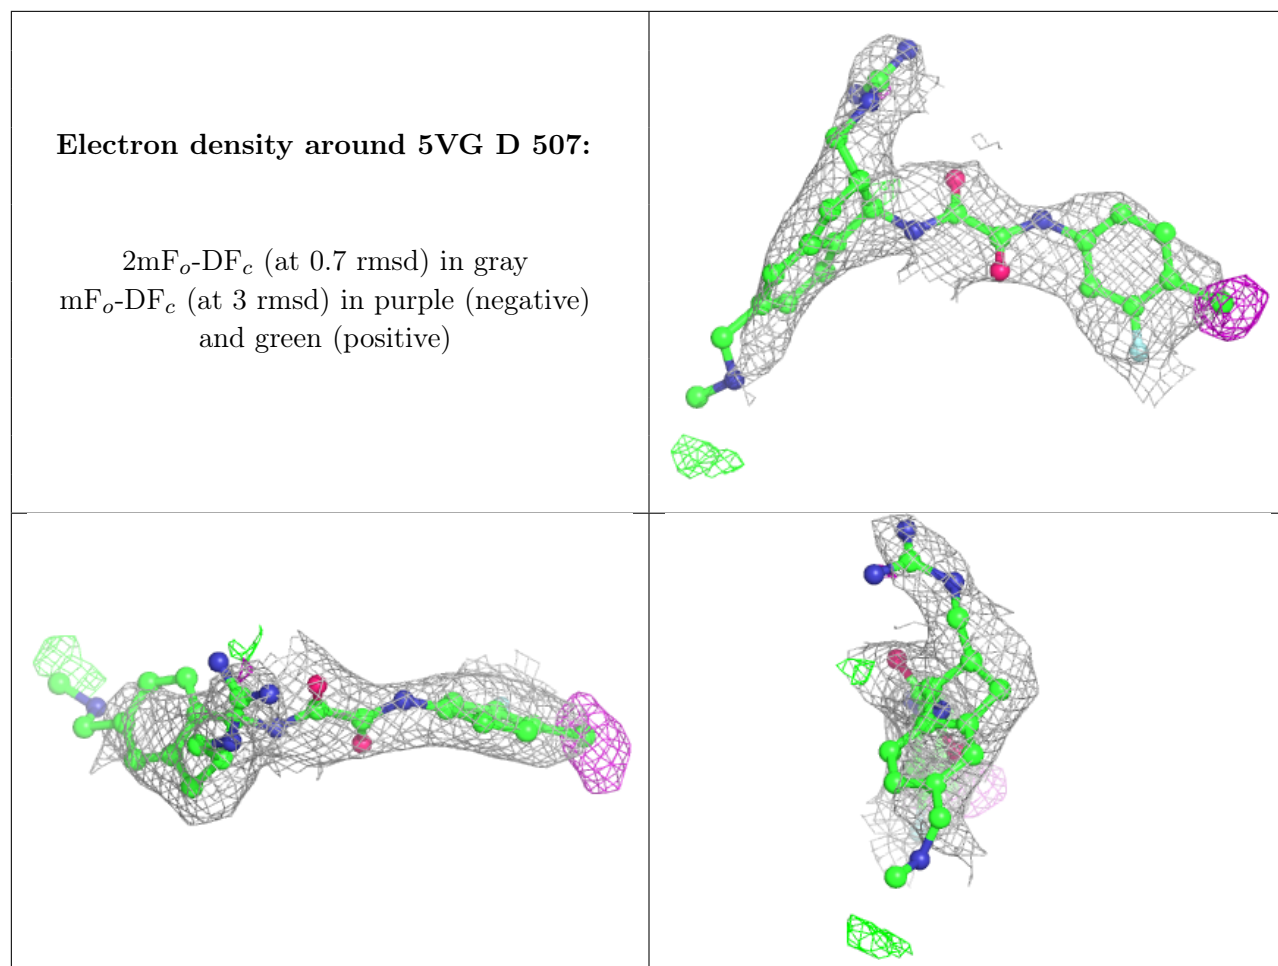 Electron density around 5VG D 507:
2mFo-DFc (at 0.7 rmsd) in gray
mFo-DFc (at 3 rmsd) in purple (negative)
and green (positive)